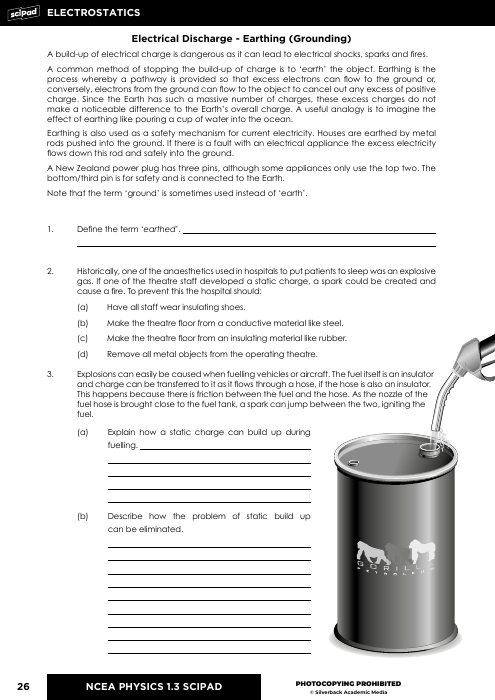 scipad ELECTROSTATICS
Electrical Discharge - Earthing (Grounding)
A build-up of electrical charge is dangerous as it can lead to electrical shocks, sparks and fires.
A common method of stopping the build-up of charge is to ‘earth’ the object. Earthing is the
process whereby a pathway is provided so that excess electrons can flow to the ground or,
conversely, electrons from the ground can flow to the object to cancel out any excess of positive
charge. Since the Earth has such a massive number of charges, these excess charges do not
make a noticeable difference to the Earth's overall charge. A useful analogy is to imagine the
effect of earthing like pouring a cup of water into the ocean.
Earthing is also used as a safety mechanism for current electricity. Houses are earthed by metal
rods pushed into the ground. If there is a fault with an electrical appliance the excess electricity
flows down this rod and safely into the ground.
A New Zealand power plug has three pins, although some appliances only use the top two. The
bottom/third pin is for safety and is connected to the Earth.
Note that the term ‘ground’ is sometimes used instead of ‘earth’.
1. Define the term ‘earthed’.
2. Historically, one of the anaesthetics used in hospitals to put patients to sleep was an explosive
gas. If one of the theatre staff developed a static charge, a spark could be created and
cause a fire. To prevent this the hospital should:
(a) Have all staff wear insulating shoes.
(b) Make the theatre floor from a conductive material like steel.
(c) Make the theatre floor from an insulating material like rubber.
(d) Remove all metal objects from the operating theatre.
3. Explosions can easily be caused when fuelling vehicles or aircraft. The fuel itself is an insulator
and charge can be transferred to it as it flows through a hose, if the hose is also an insulator.
This happens because there is friction between the fuel and the hose. As the nozzle of the
fuel hose is brought close to the fuel tank, a spark can jump between the two, igniting the
fuel.
(a) Explain how a static charge can build up during
fuelling.
(b) Describe how the problem of static build up
can be eliminated.
GORILLA
PETROLEUM
26 NCEA PHYSICS 1.3 SCIPAD PHOTOCOPYING PROHIBITED
© Silverback Academic Media